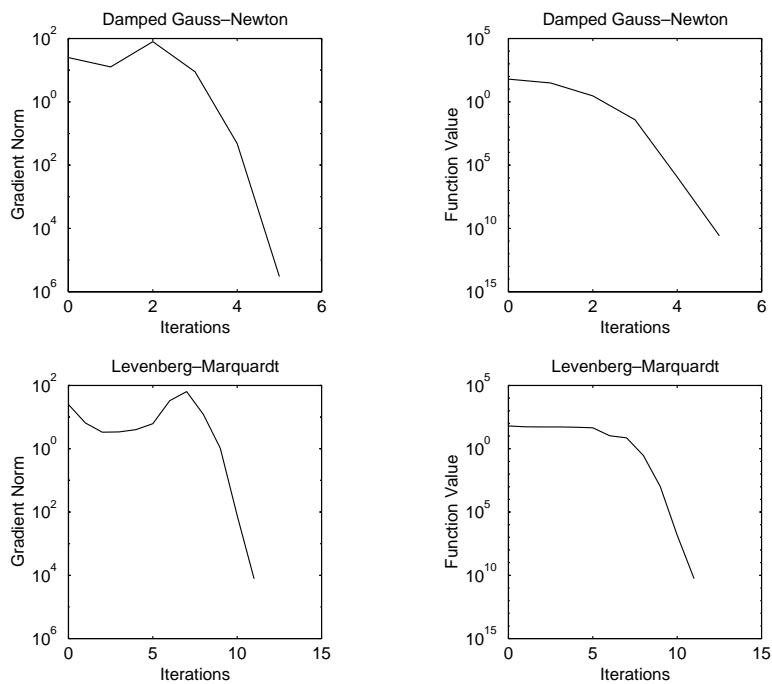 Damped Gauss–Newton
Gradient Norm
10^2
10^0
10^2
10^4
10^6
0 2 4 6
Iterations
Damped Gauss–Newton
Function Value
10^5
10^0
10^5
10^10
10^15
0 2 4 6
Iterations
Levenberg–Marquardt
Gradient Norm
10^2
10^0
10^2
10^4
10^6
0 5 10 15
Iterations
Levenberg–Marquardt
Function Value
10^5
10^0
10^5
10^10
10^15
0 5 10 15
Iterations